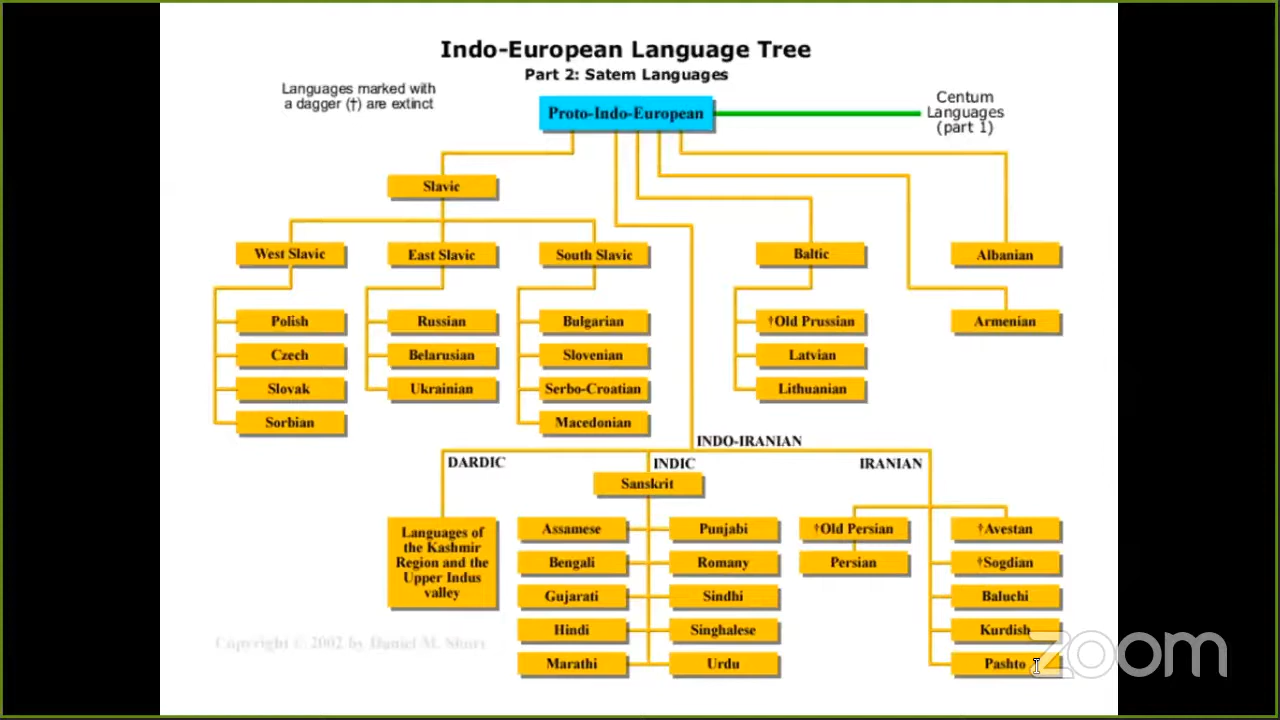 Indo-European Language Tree
Part 2: Satem Languages
Languages marked with
a dagger (†) are extinct
Proto-Indo-European
Centum
Languages
(part 1)
Slavic
West Slavic
East Slavic
South Slavic
Baltic
Albanian
Polish
Russian
Bulgarian
†Old Prussian
Armenian
Czech
Belarusian
Slovenian
Latvian
Slovak
Ukrainian
Serbo-Croatian
Lithuanian
Sorbian
Macedonian
INDO-IRANIAN
DARDIC
INDIC
IRANIAN
Sanskrit
Languages of
the Kashmir
Region and the
Upper Indus
valley
Assamese
Punjabi
†Old Persian
†Avestan
Bengali
Romany
Persian
†Sogdian
Gujarati
Sindhi
Baluchi
Hindi
Singhalese
Kurdish
Marathi
Urdu
Pashto
Copyright © 2002 by Daniel M. Short
zoom